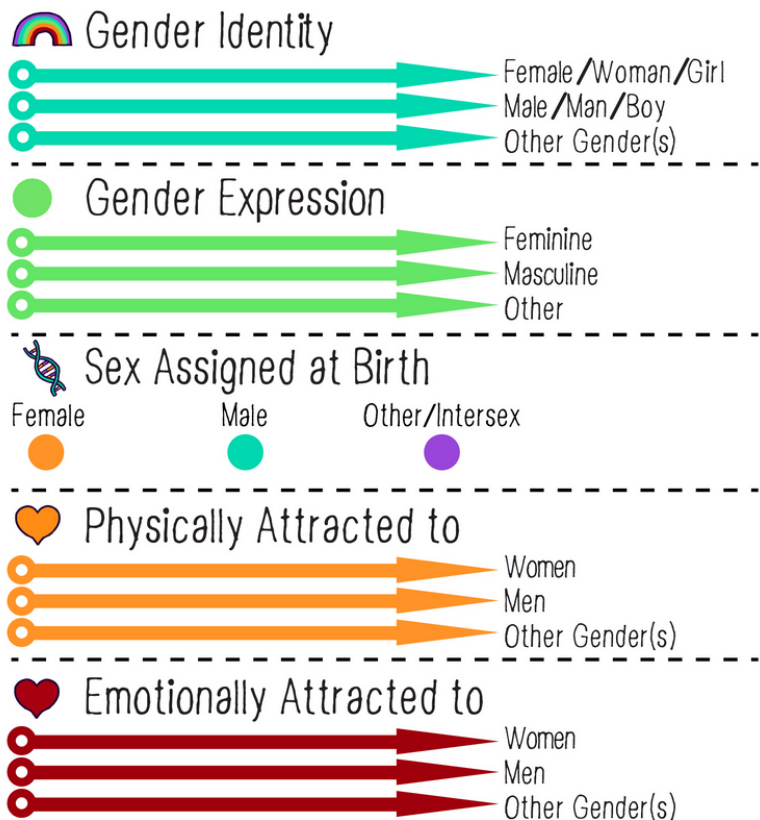 Gender Identity
Female/Woman/Girl
Male/Man/Boy
Other Gender(s)
Gender Expression
Feminine
Masculine
Other
Sex Assigned at Birth
Female Male Other/Intersex
Physically Attracted to
Women
Men
Other Gender(s)
Emotionally Attracted to
Women
Men
Other Gender(s)